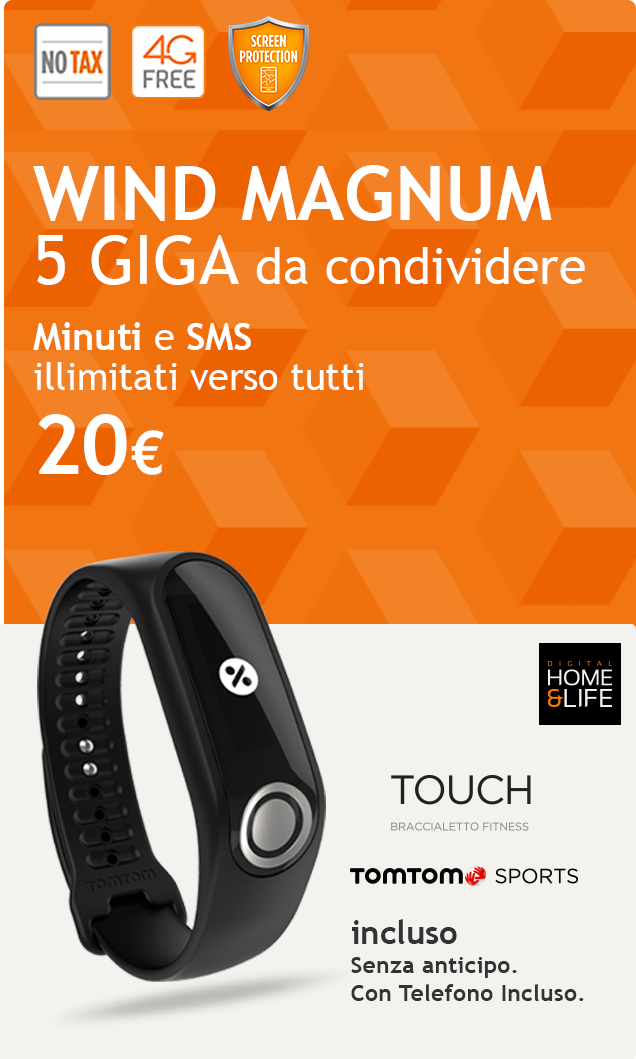 NO TAX
4G
FREE
SCREEN
PROTECTION
WIND MAGNUM
5 GIGA da condividere
Minuti e SMS
illimitati verso tutti
20€
DIGITAL
HOME
&LIFE
TOUCH
BRACCIALETTO FITNESS
TOMTOM
TOMTOM SPORTS
incluso
Senza anticipo.
Con Telefono Incluso.